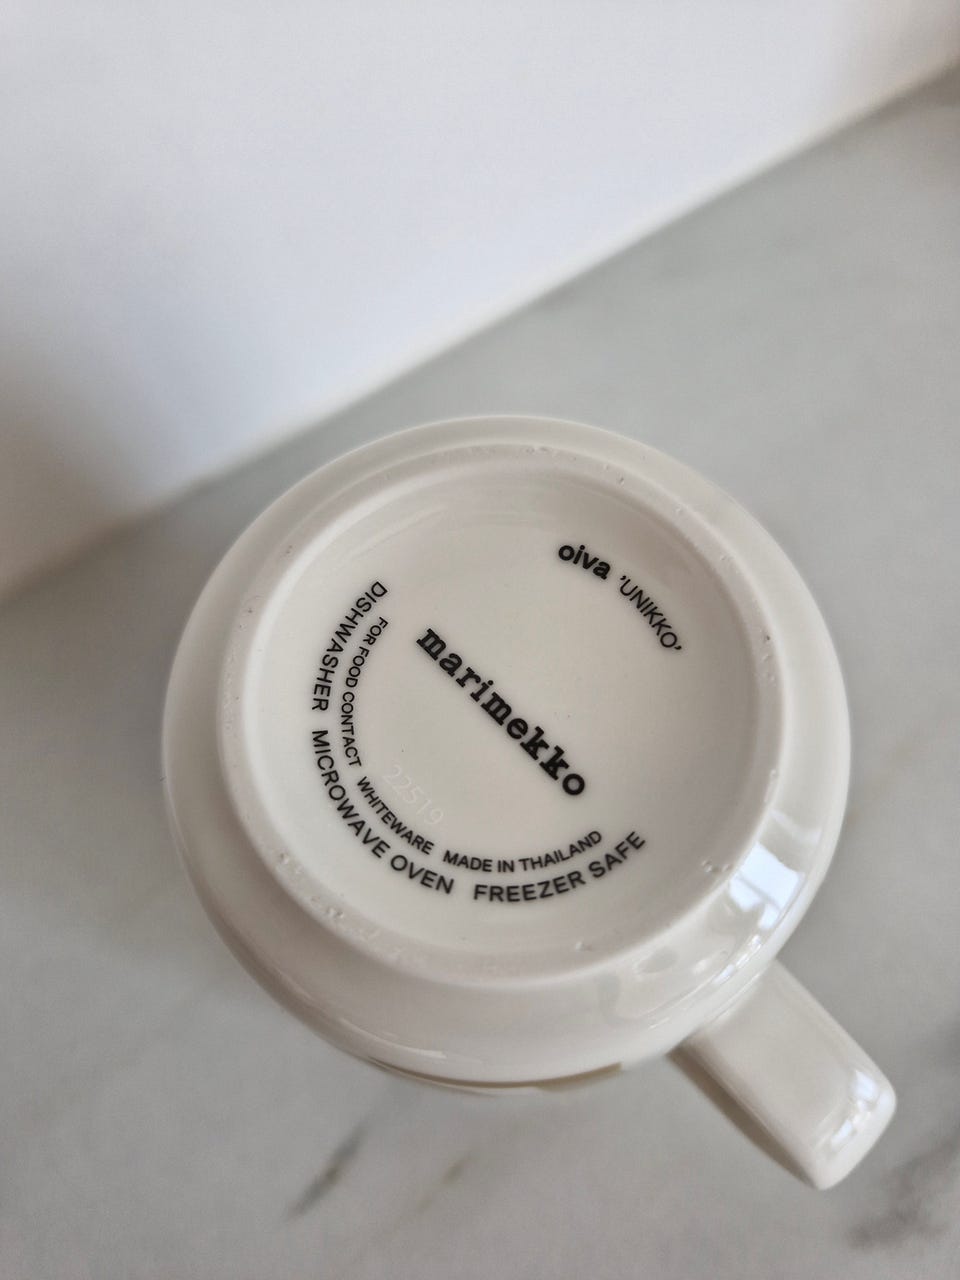 oiva 'UNIKKO'
marimekko
22519
FOR FOOD CONTACT WHITEWARE MADE IN THAILAND
DISHWASHER MICROWAVE OVEN FREEZER SAFE